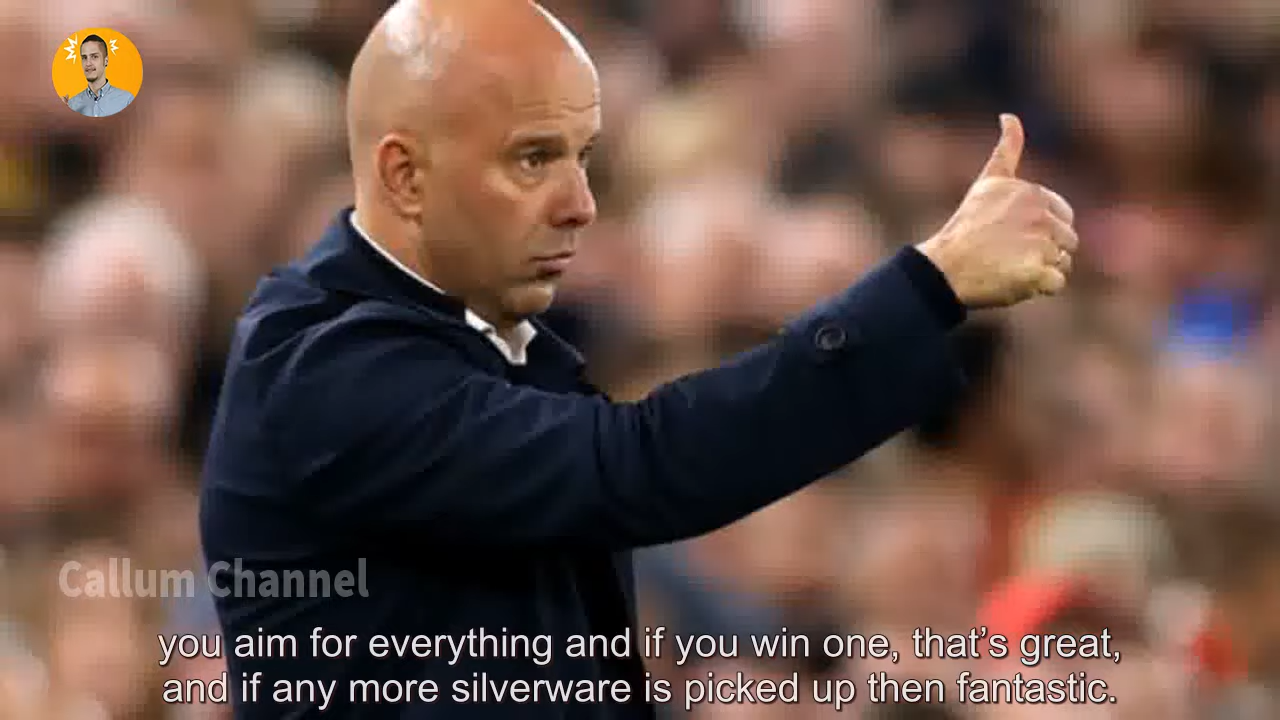 Callum Channel
you aim for everything and if you win one, that’s great,
and if any more silverware is picked up then fantastic.